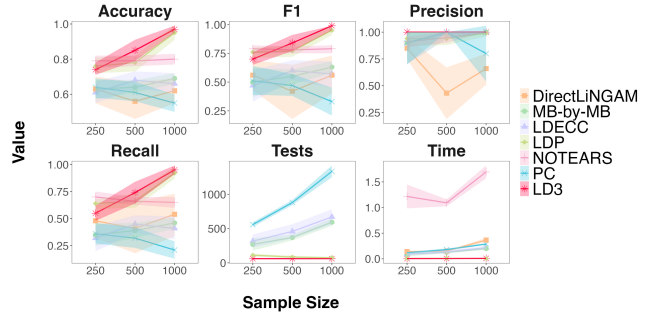 Accuracy
F1
Precision
1.0
0.8
0.6
250 500 1000
1.00
0.75
0.50
0.25
250 500 1000
1.00
0.75
0.50
0.25
250 500 1000
Value
Recall
Tests
Time
1.00
0.75
0.50
0.25
250 500 1000
1000
500
0
250 500 1000
1.5
1.0
0.5
0.0
250 500 1000
Sample Size
DirectLiNGAM
MB-by-MB
LDECC
LDP
NOTEARS
PC
LD3